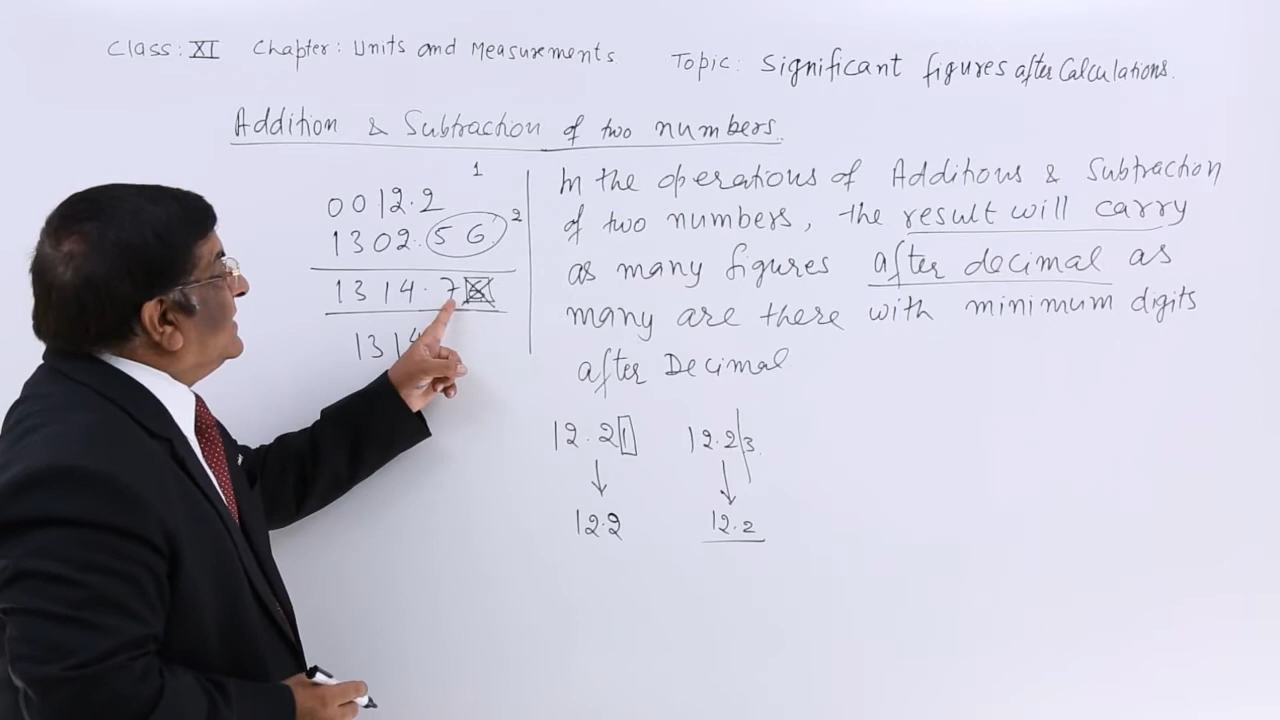 Class: XI Chapter: Units and Measurements. Topic: Significant figures after Calculations.
Addition & Subtraction of two numbers.
1
0012.2
1302.56 2
1314.7
1314
In the operations of Additions & Subtraction
of two numbers, the result will carry
as many figures after decimal as
many are there with minimum digits
after Decimal
12.21 12.23
12.2 12.2